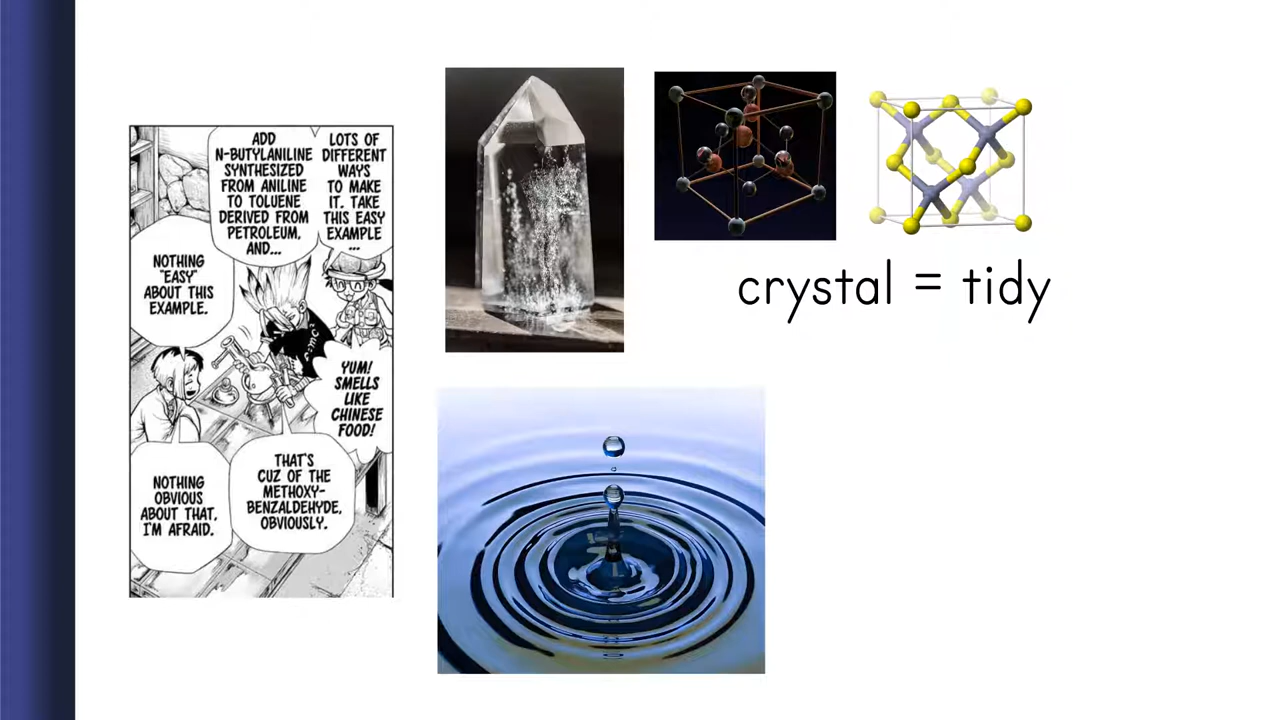 LOTS OF
DIFFERENT
WAYS
TO MAKE
IT. TAKE
THIS EASY
EXAMPLE
...
ADD
N-BUTYLANILINE
SYNTHESIZED
FROM ANILINE
TO TOLUENE
DERIVED FROM
PETROLEUM,
AND...
NOTHING
"EASY"
ABOUT THIS
EXAMPLE.
YUM!
SMELLS
LIKE
CHINESE
FOOD!
THAT'S
CUZ OF THE
METHOXY-
BENZALDEHYDE,
OBVIOUSLY.
NOTHING
OBVIOUS
ABOUT THAT,
I'M AFRAID.
crystal = tidy